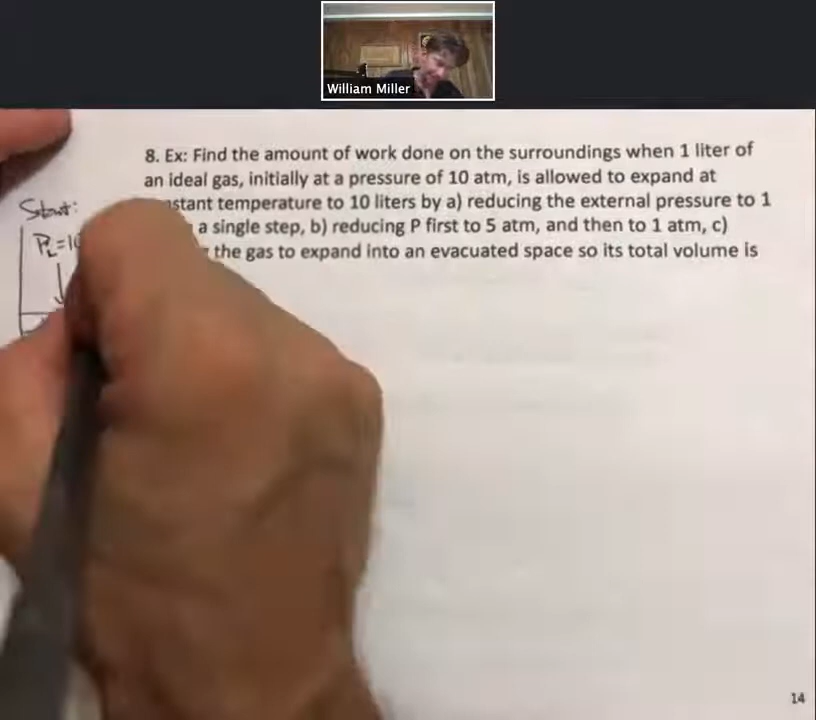 William Miller
8. Ex: Find the amount of work done on the surroundings when 1 liter of
an ideal gas, initially at a pressure of 10 atm, is allowed to expand at
stant temperature to 10 liters by a) reducing the external pressure to 1
a single step, b) reducing P first to 5 atm, and then to 1 atm, c)
the gas to expand into an evacuated space so its total volume is
Start:
14